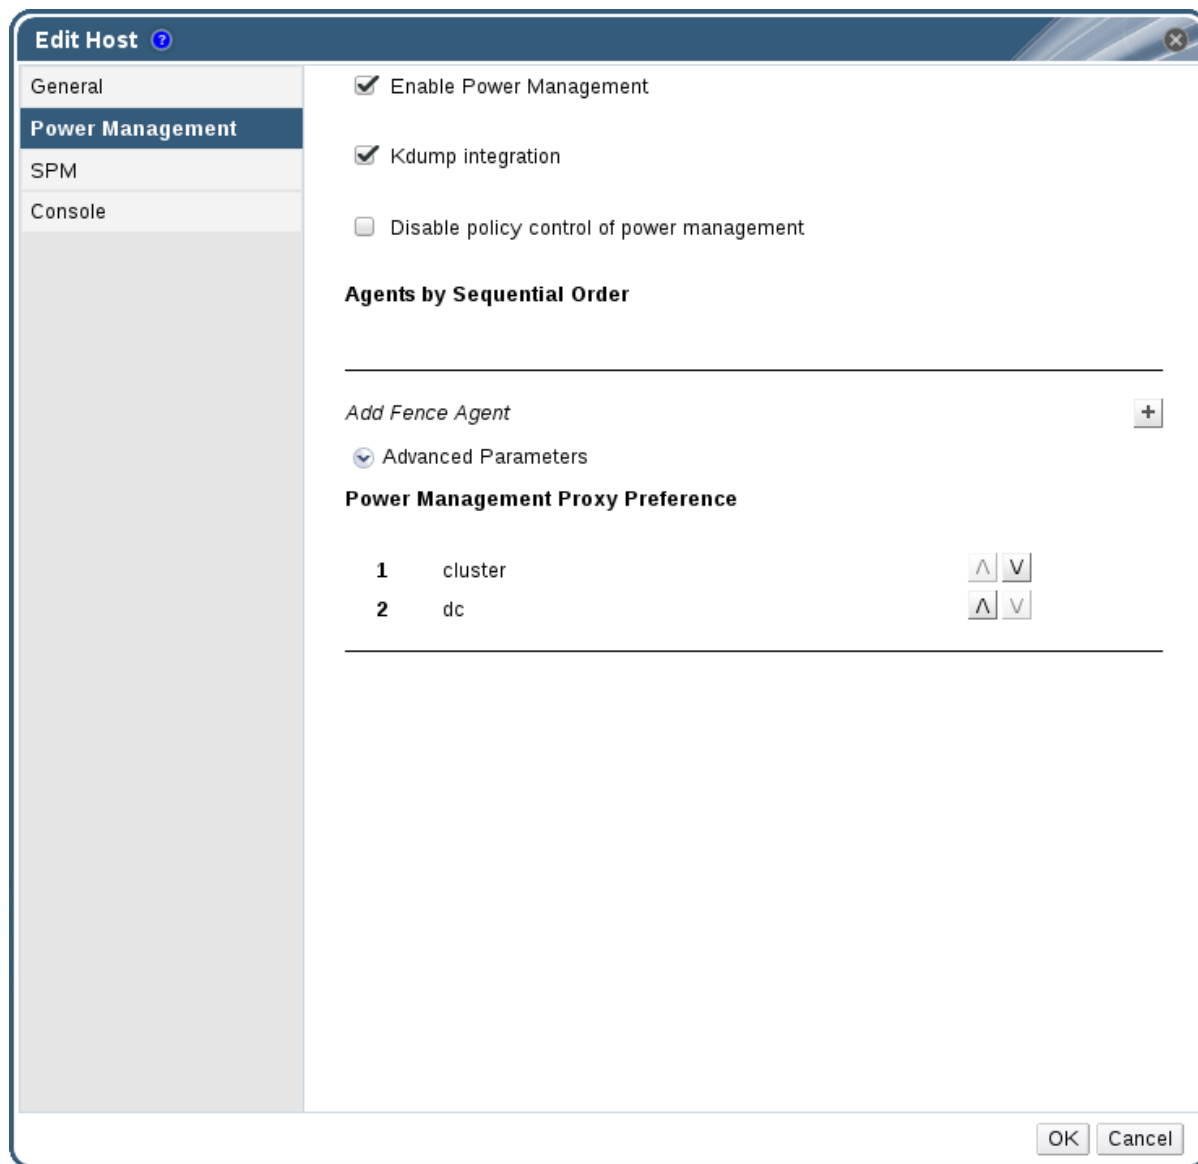 Edit Host ?
General
Power Management
SPM
Console
Enable Power Management
Kdump integration
Disable policy control of power management
Agents by Sequential Order
Add Fence Agent +
Advanced Parameters
Power Management Proxy Preference
1 cluster
2 dc
OK Cancel